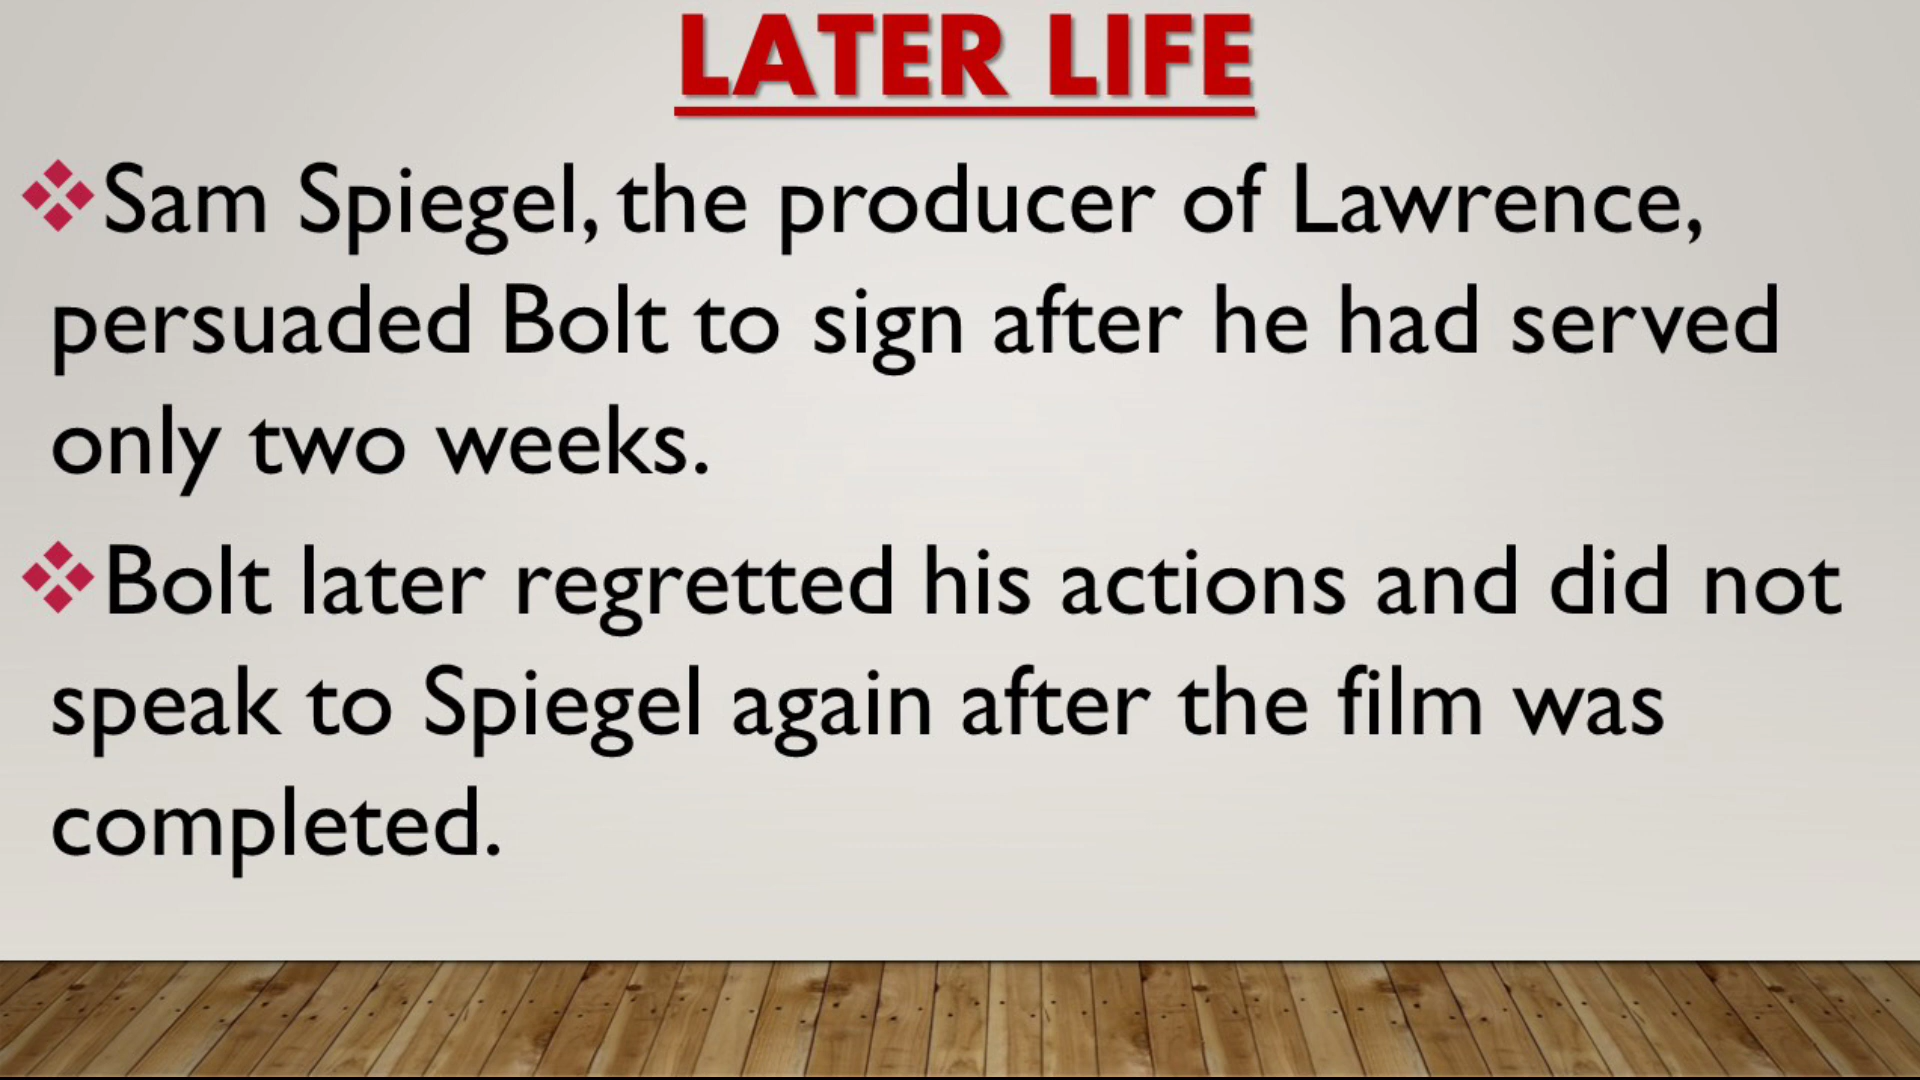 LATER LIFE
❖Sam Spiegel, the producer of Lawrence,
persuaded Bolt to sign after he had served
only two weeks.
❖Bolt later regretted his actions and did not
speak to Spiegel again after the film was
completed.